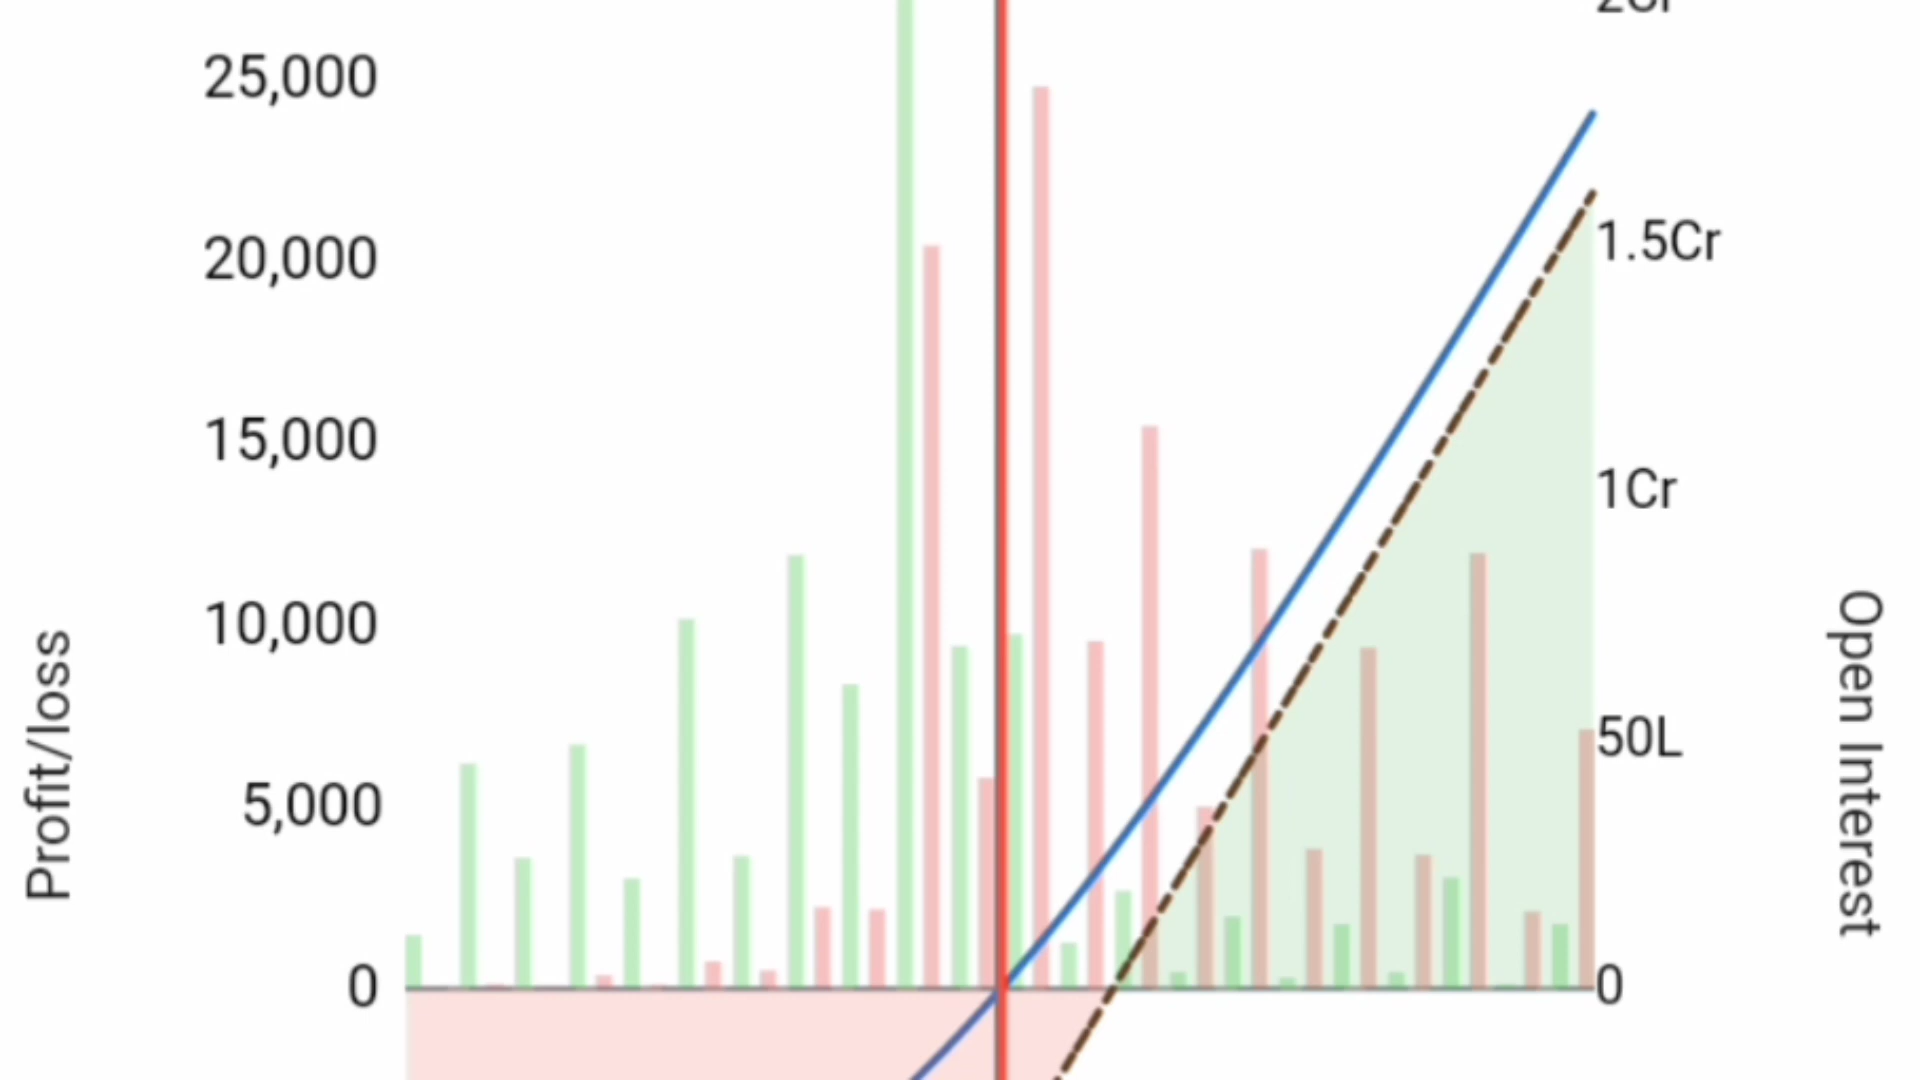 25,000
20,000
15,000
10,000
5,000
0
Profit/loss
2Cr
1.5Cr
1Cr
50L
0
Open Interest